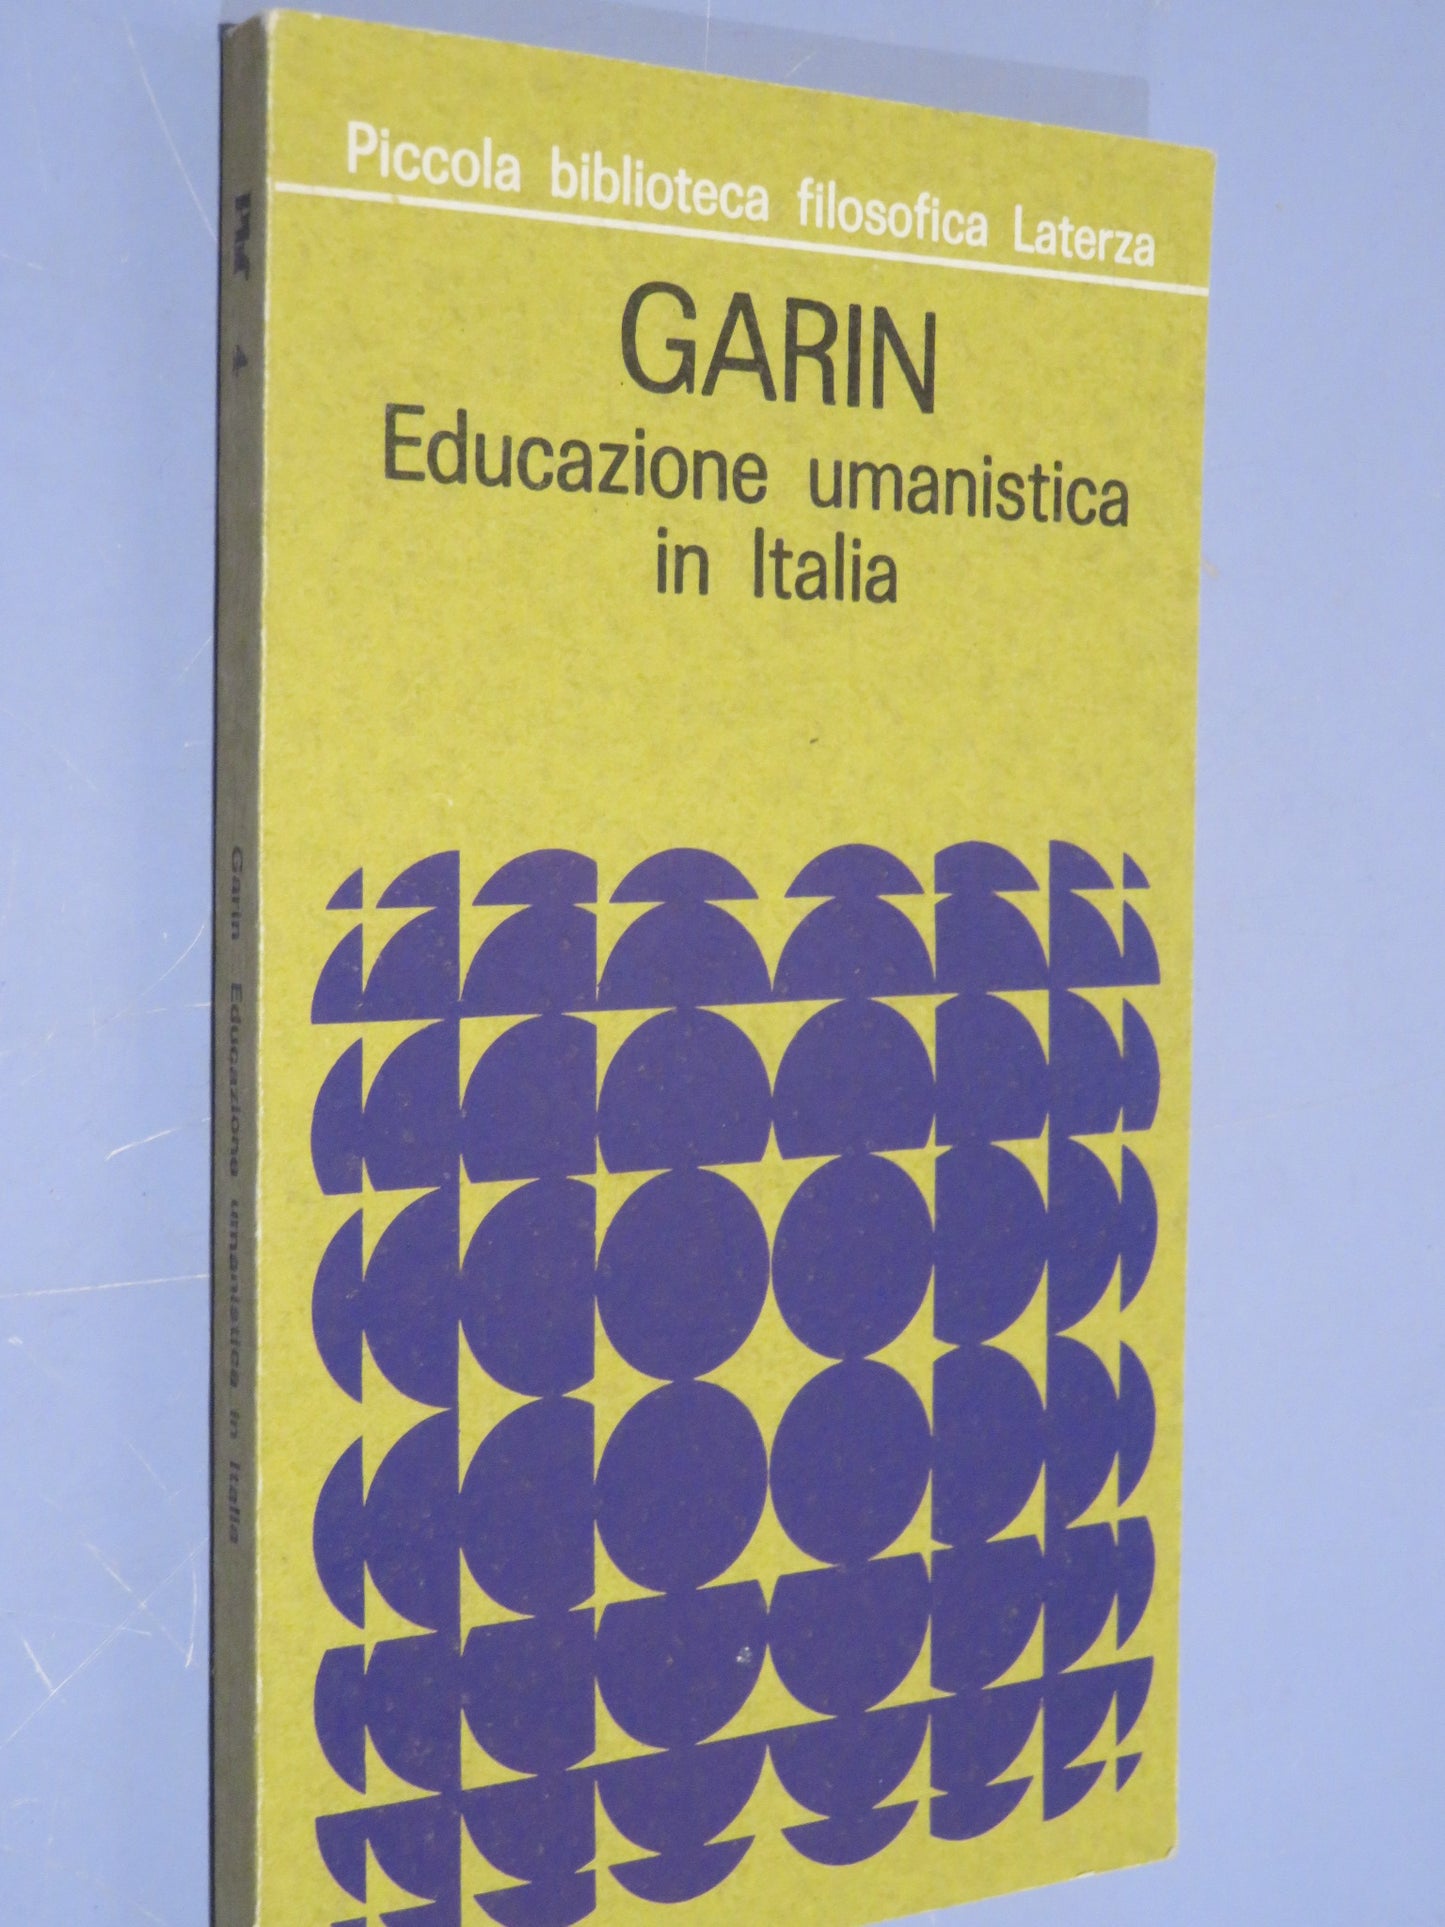 Piccola biblioteca filosofica Laterza
GARIN
Educazione umanistica
in Italia
4
Garin Educazione umanistica in Italia